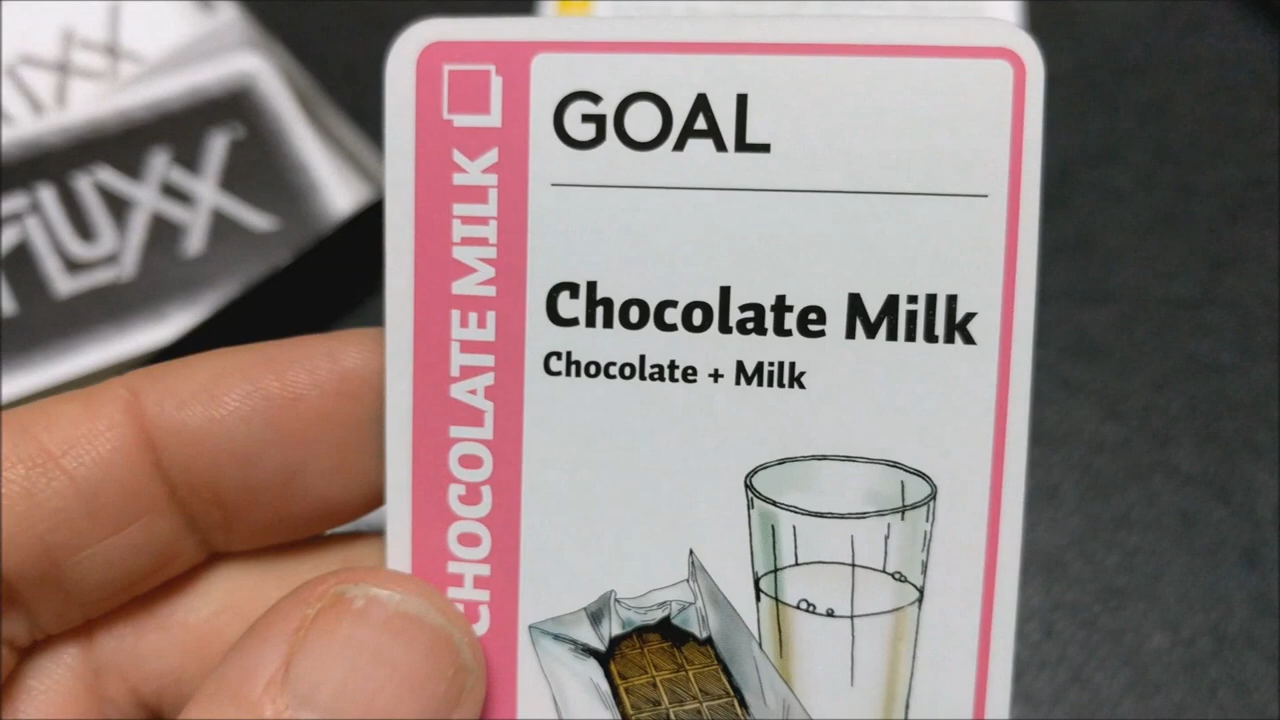 FLUXX
GOAL
CHOCOLATE MILK
Chocolate Milk
Chocolate + Milk